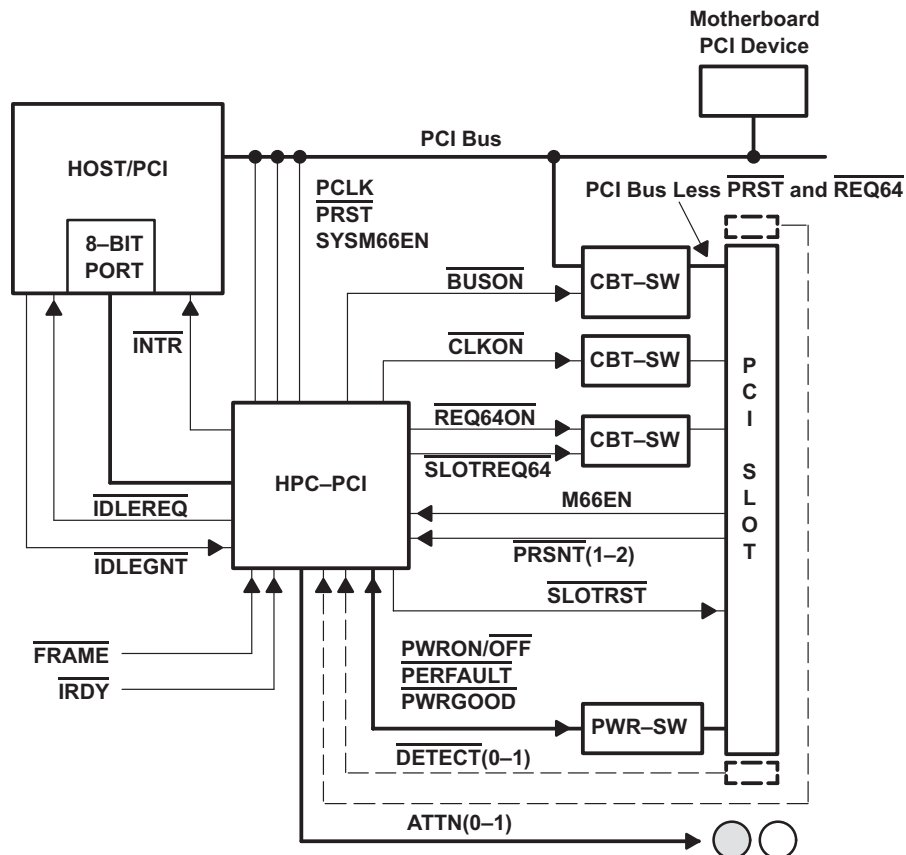 Motherboard
PCI Device
PCI Bus
HOST/PCI
8–BIT
PORT
PCLK
PRST
SYSM66EN
PCI Bus Less PRST and REQ64
BUSON
CBT–SW
INTR
CLKON
CBT–SW
REQ64ON
CBT–SW
SLOTREQ64
PCI SLOT
HPC–PCI
M66EN
IDLEREQ
PRSNT(1–2)
IDLEGNT
SLOTRST
FRAME
IRDY
PWRON/OFF
PERFAULT
PWRGOOD
PWR–SW
DETECT(0–1)
ATTN(0–1)